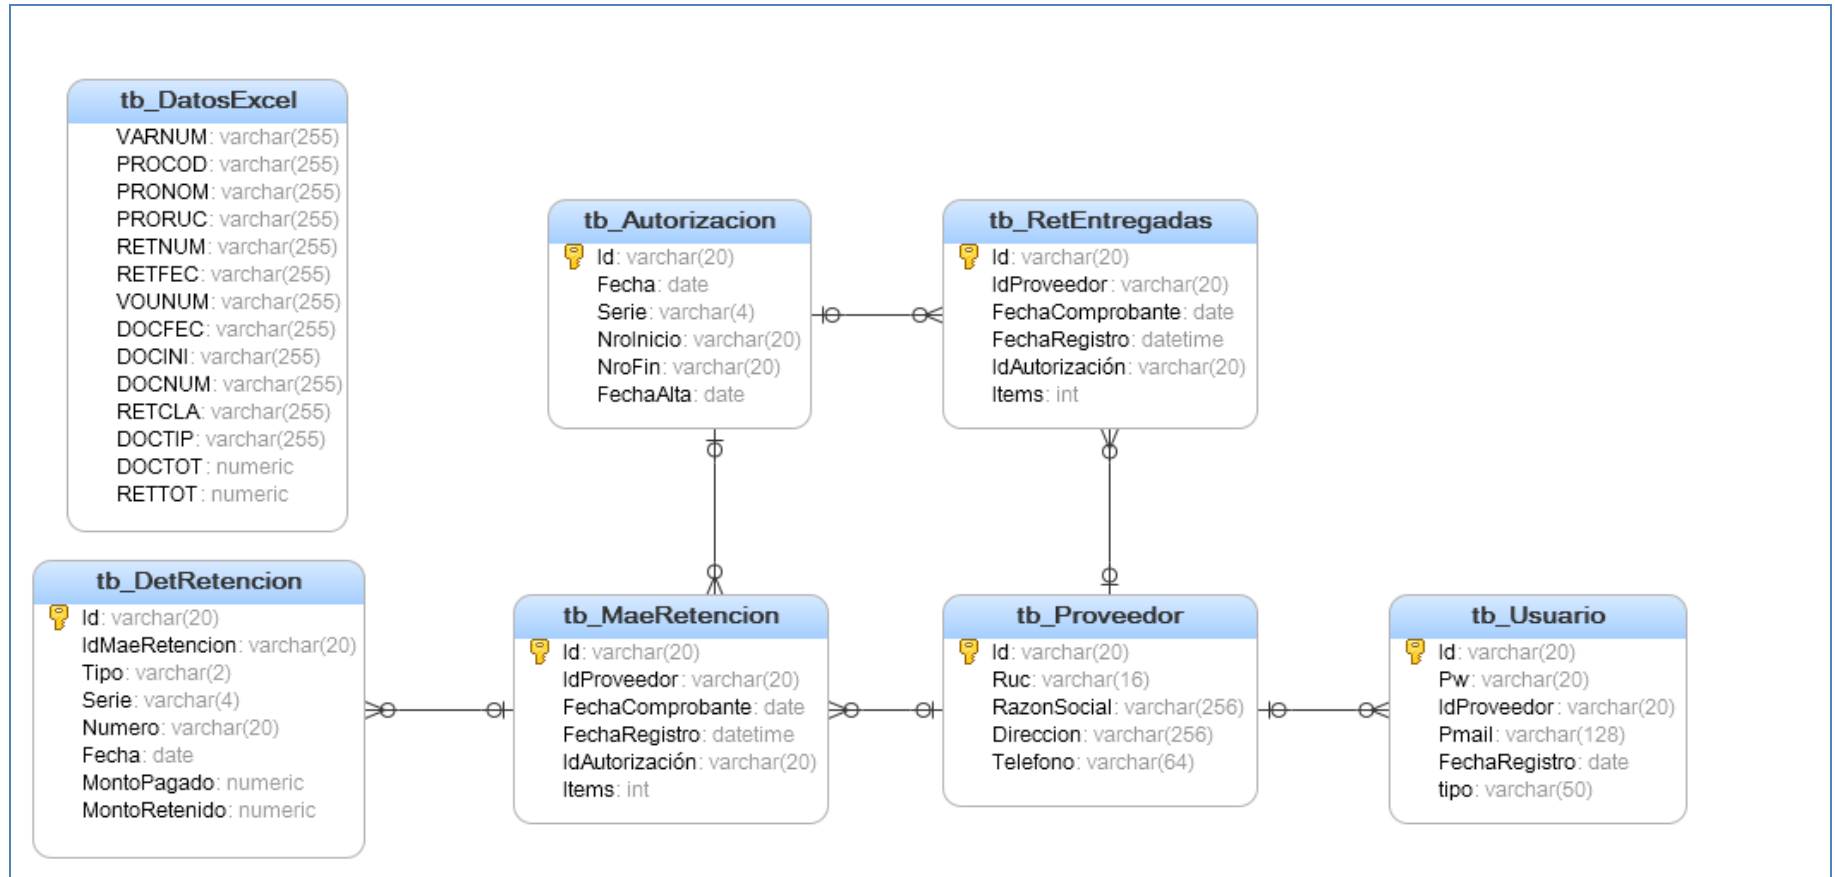 tb_DatosExcel
VARNUM: varchar(255)
PROCOD: varchar(255)
PRONOM: varchar(255)
PRORUC: varchar(255)
RETNUM: varchar(255)
RETFEC: varchar(255)
VOUNUM: varchar(255)
DOCFEC: varchar(255)
DOCINI: varchar(255)
DOCNUM: varchar(255)
RETCLA: varchar(255)
DOCTIP: varchar(255)
DOCTOT: numeric
RETTOT: numeric
tb_Autorizacion
Id: varchar(20)
Fecha: date
Serie: varchar(4)
NroInicio: varchar(20)
NroFin: varchar(20)
FechaAlta: date
tb_RetEntregadas
Id: varchar(20)
IdProveedor: varchar(20)
FechaComprobante: date
FechaRegistro: datetime
IdAutorización: varchar(20)
Items: int
tb_DetRetencion
Id: varchar(20)
IdMaeRetencion: varchar(20)
Tipo: varchar(2)
Serie: varchar(4)
Numero: varchar(20)
Fecha: date
MontoPagado: numeric
MontoRetenido: numeric
tb_MaeRetencion
Id: varchar(20)
IdProveedor: varchar(20)
FechaComprobante: date
FechaRegistro: datetime
IdAutorización: varchar(20)
Items: int
tb_Proveedor
Id: varchar(20)
Ruc: varchar(16)
RazonSocial: varchar(256)
Direccion: varchar(256)
Telefono: varchar(64)
tb_Usuario
Id: varchar(20)
Pw: varchar(20)
IdProveedor: varchar(20)
Pmail: varchar(128)
FechaRegistro: date
tipo: varchar(50)